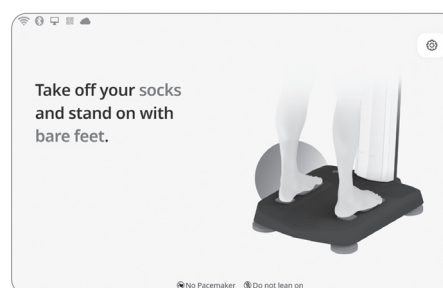 Take off your socks
and stand on with
bare feet.
No Pacemaker Do not lean on